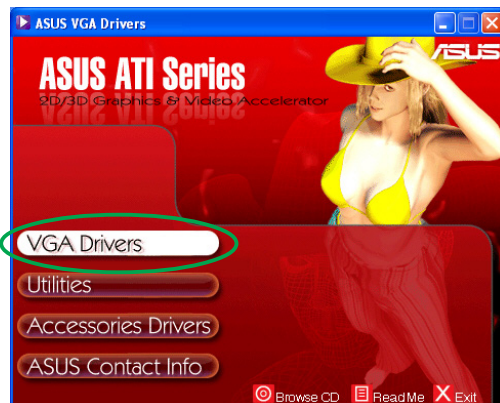 ASUS VGA Drivers
ASUS
ASUS ATI Series
2D/3D Graphics & Video Accelerator
VGA Drivers
Utilities
Accessories Drivers
ASUS Contact Info
Browse CD ReadMe X Exit